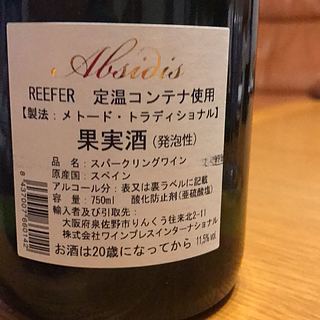 Absidis
REEFER 定温コンテナ使用
【製法：メトード・トラディショナル】
果実酒(発泡性)
品名：スパークリングワイン
原産国：スペイン
アルコール分：表又は裏ラベルに記載
容量：750ml 酸化防止剤(亜硫酸塩)
輸入者及び引取先：
大阪府泉佐野市りんくう往来北2-11
株式会社ワインプレスインターナショナル 11.5% vol.
お酒は20歳になってから